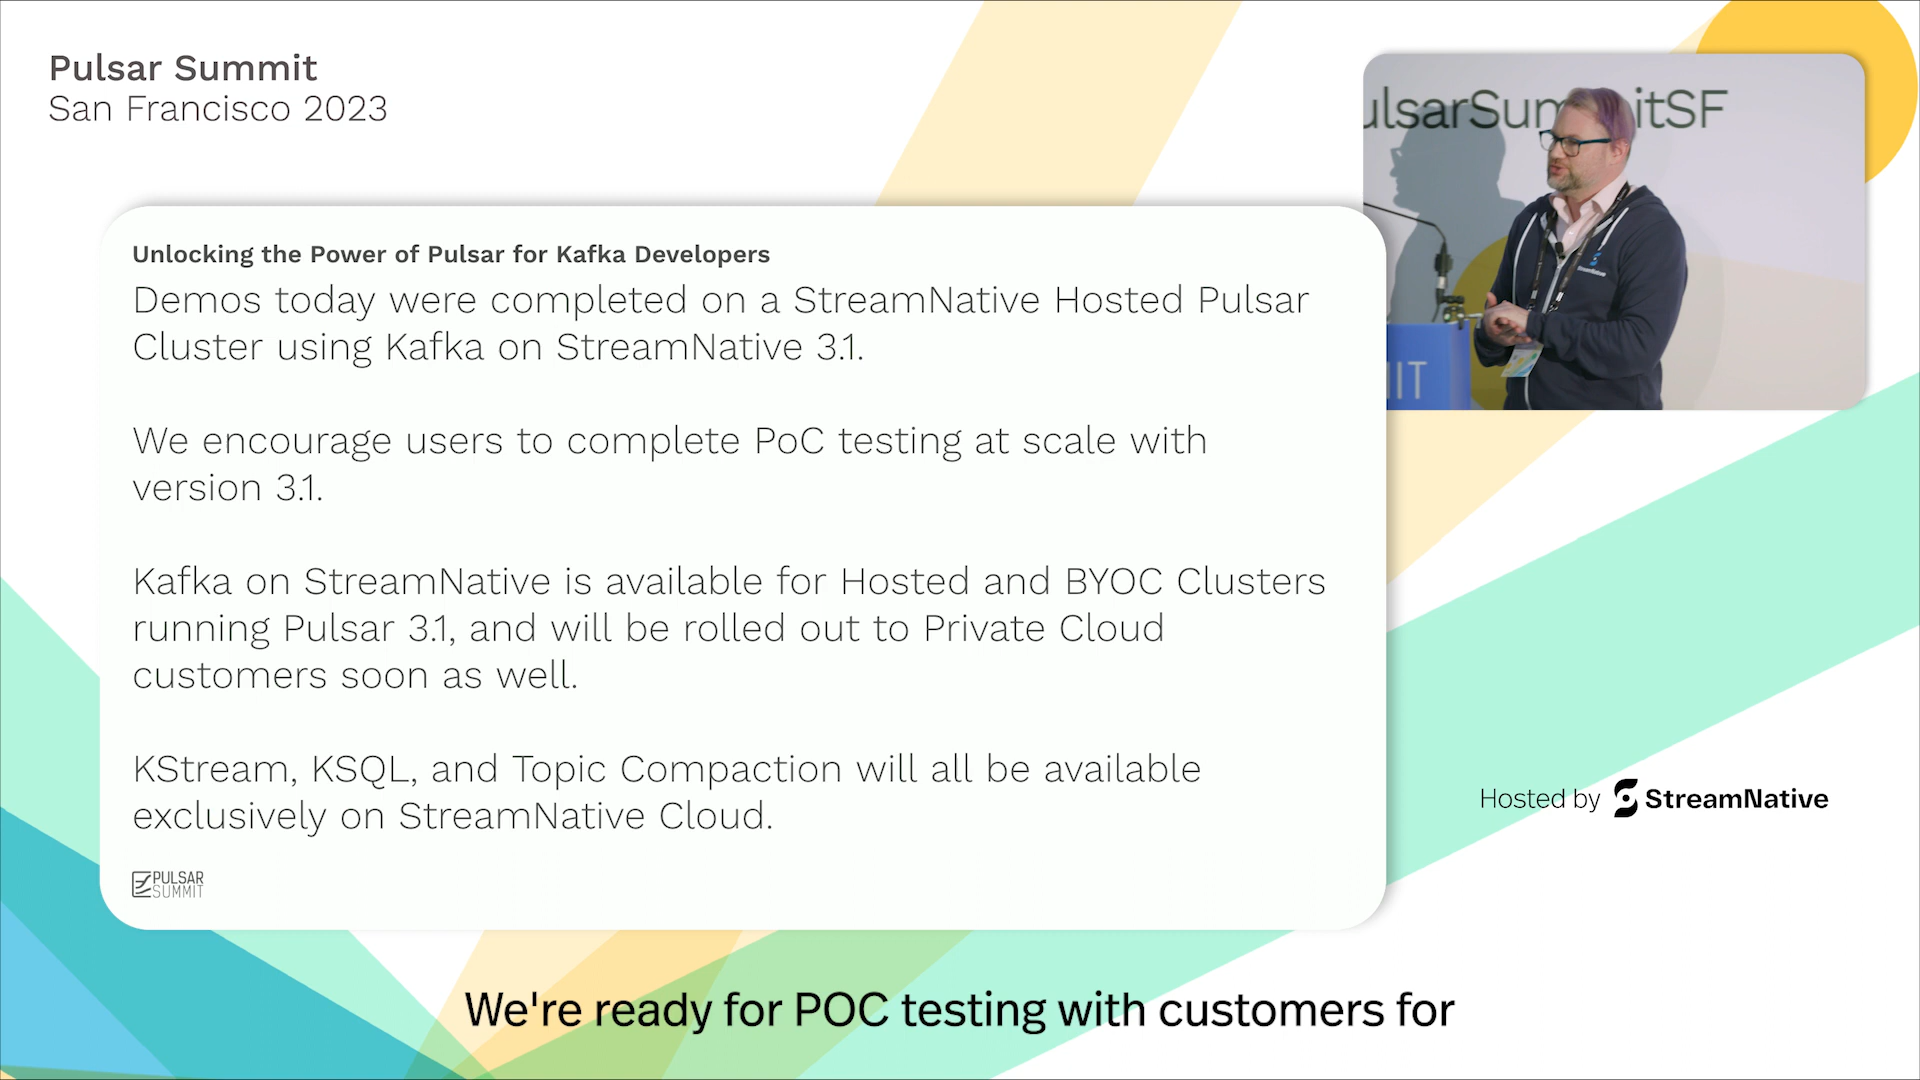 Pulsar Summit
San Francisco 2023
ulsarSum itSF
Unlocking the Power of Pulsar for Kafka Developers
Demos today were completed on a StreamNative Hosted Pulsar
Cluster using Kafka on StreamNative 3.1.
We encourage users to complete PoC testing at scale with
version 3.1.
Kafka on StreamNative is available for Hosted and BYOC Clusters
running Pulsar 3.1, and will be rolled out to Private Cloud
customers soon as well.
KStream, KSQL, and Topic Compaction will all be available
exclusively on StreamNative Cloud.
PULSAR
SUMMIT
MIT
StreamNative
Hosted by StreamNative
We're ready for POC testing with customers for